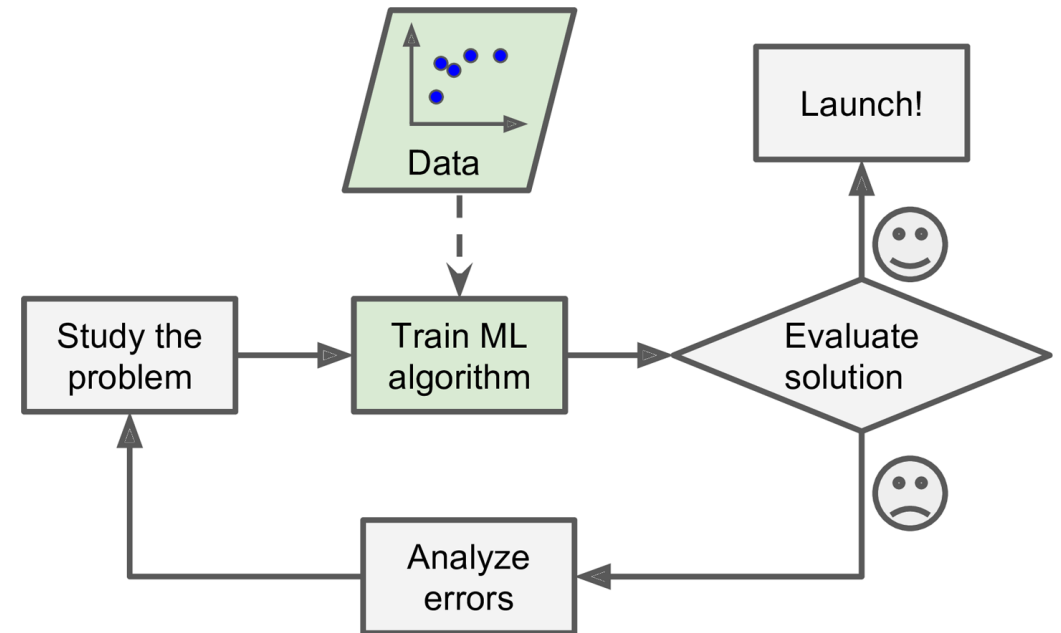 Data
Launch!
Study the
problem
Train ML
algorithm
Evaluate
solution
Analyze
errors